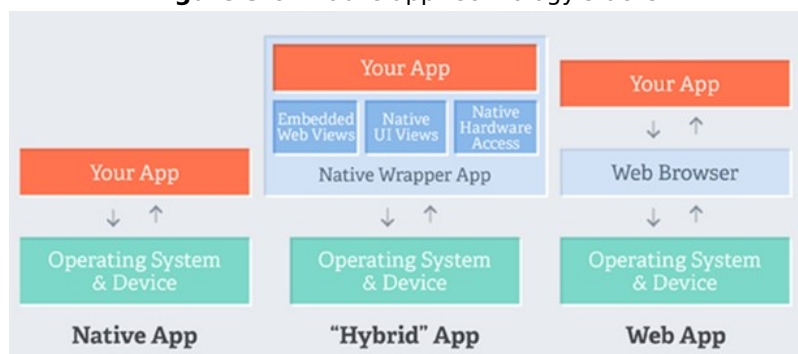 Your App
Operating System
& Device
Native App
Your App
Embedded
Web Views
Native
UI Views
Native
Hardware
Access
Native Wrapper App
Operating System
& Device
“Hybrid” App
Your App
Web Browser
Operating System
& Device
Web App